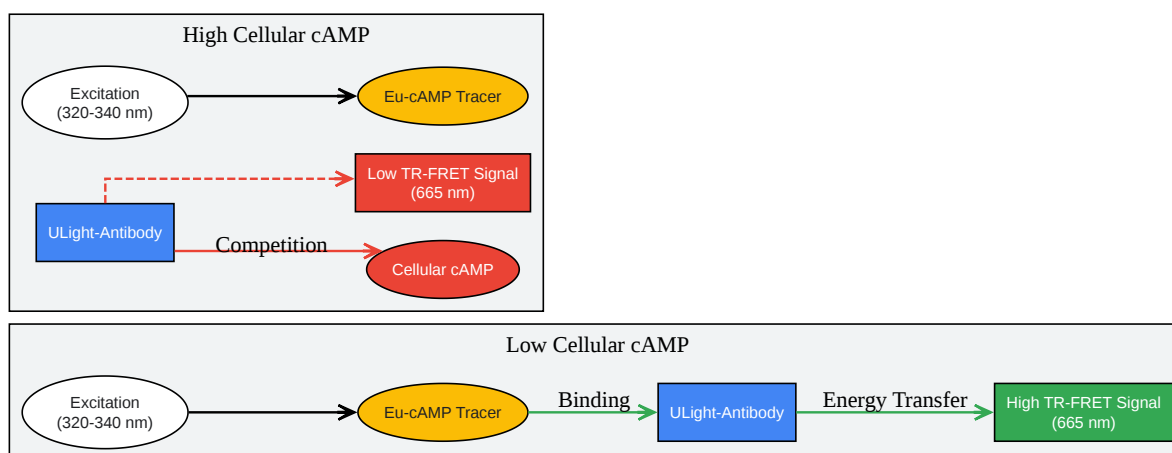 High Cellular cAMP
Excitation
(320-340 nm)
Eu-cAMP Tracer
Low TR-FRET Signal
(665 nm)
ULight-Antibody
Competition
Cellular cAMP
Low Cellular cAMP
Excitation
(320-340 nm)
Eu-cAMP Tracer
Binding
ULight-Antibody
Energy Transfer
High TR-FRET Signal
(665 nm)